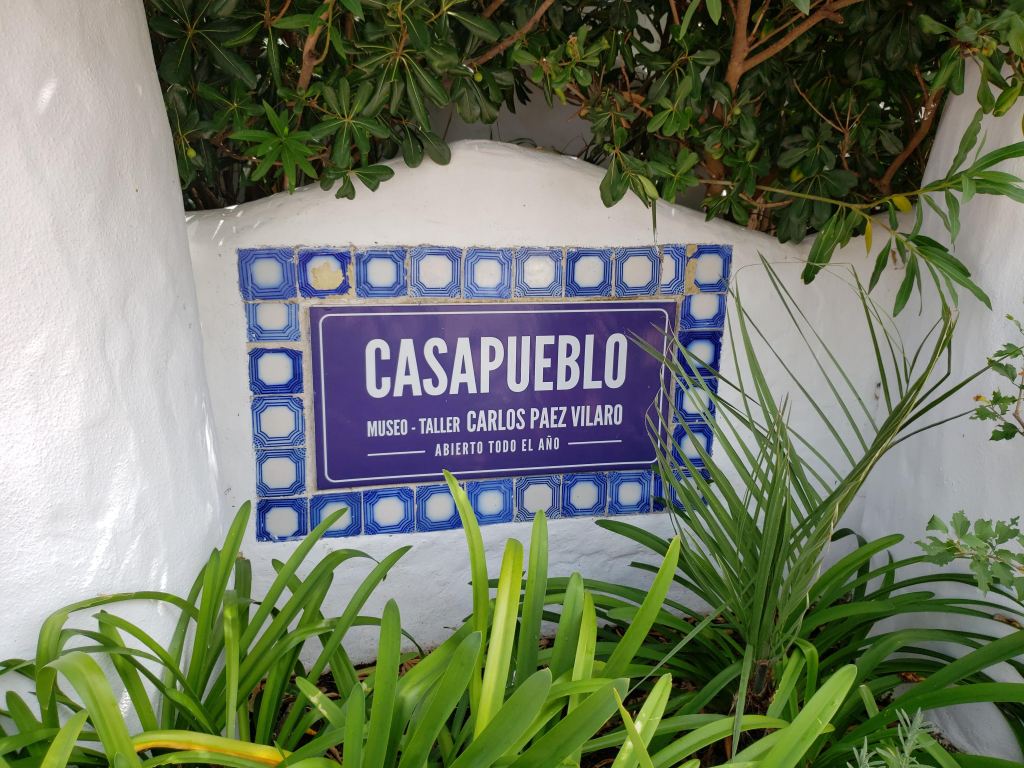 CASAPUEBLO
MUSEO - TALLER CARLOS PAEZ VILARO
ABIERTO TODO EL AÑO